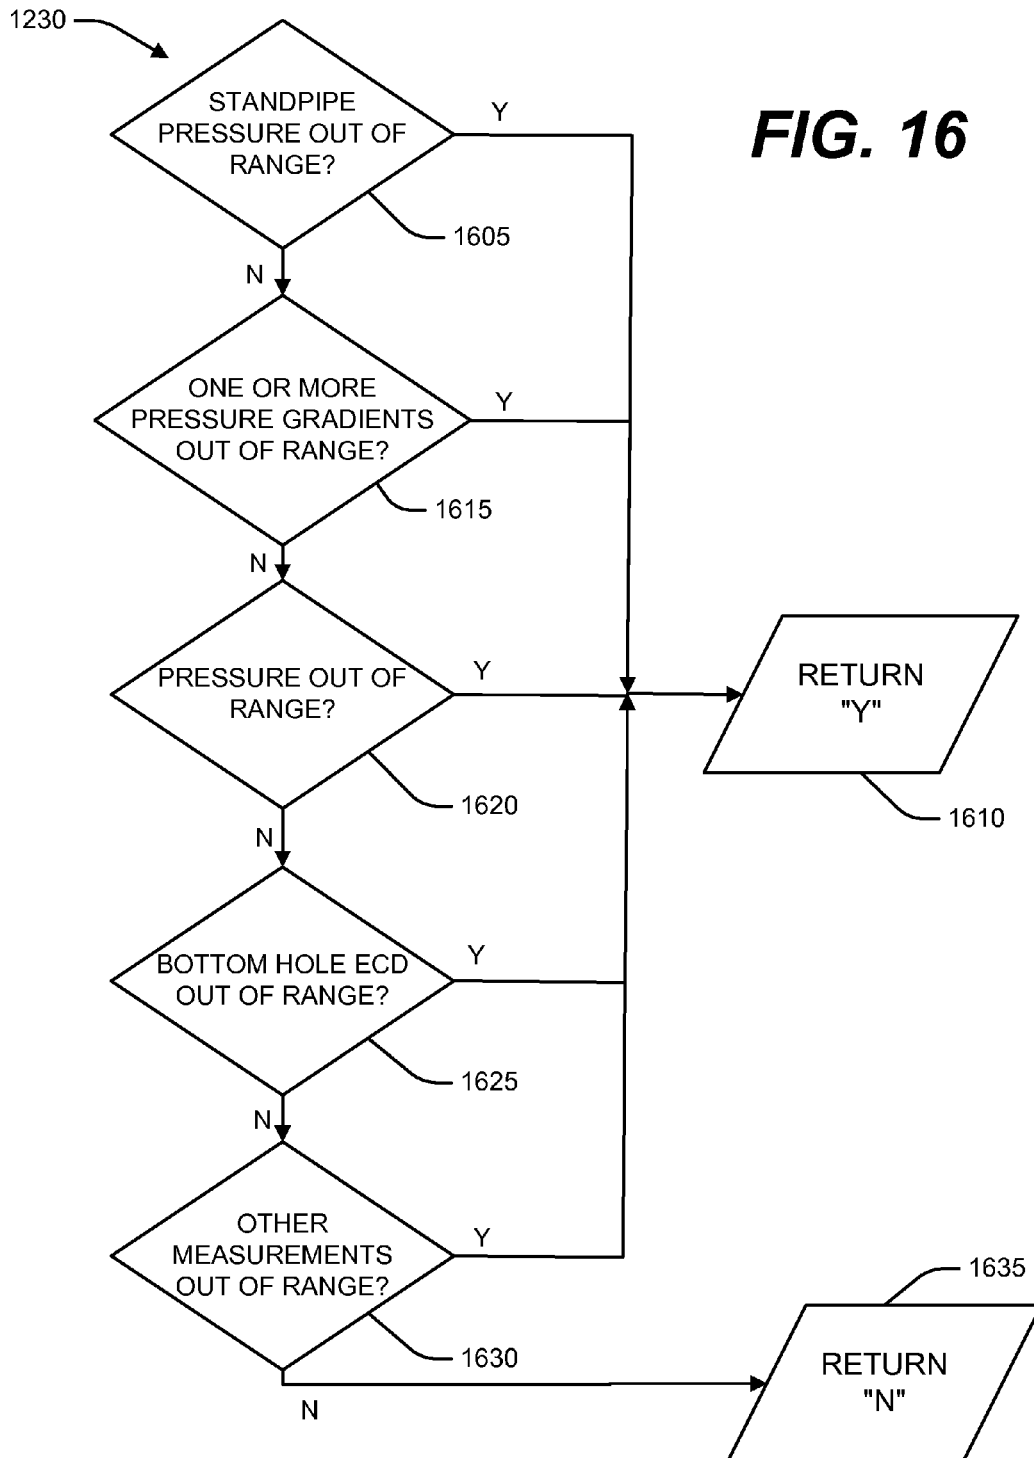 1230
STANDPIPE
PRESSURE OUT OF
RANGE?
Y
FIG. 16
1605
N
ONE OR MORE
PRESSURE GRADIENTS
OUT OF RANGE?
Y
1615
N
PRESSURE OUT OF
RANGE?
Y
RETURN
"Y"
1620
1610
N
BOTTOM HOLE ECD
OUT OF RANGE?
Y
1625
N
OTHER
MEASUREMENTS
OUT OF RANGE?
Y
1635
1630
RETURN
"N"
N